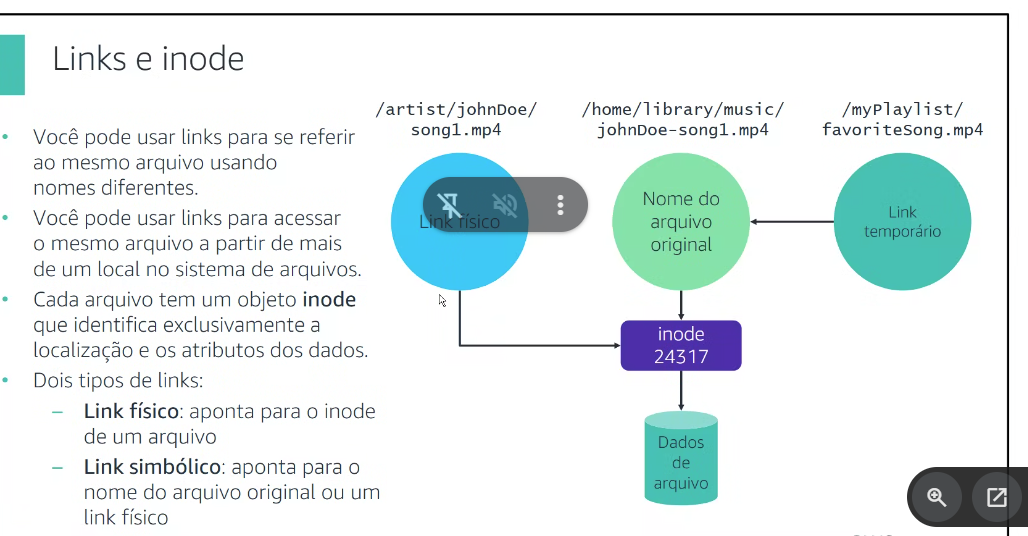 Links e inode
Você pode usar links para se referir
ao mesmo arquivo usando
nomes diferentes.
Você pode usar links para acessar
o mesmo arquivo a partir de mais
de um local no sistema de arquivos.
Cada arquivo tem um objeto inode
que identifica exclusivamente a
localização e os atributos dos dados.
Dois tipos de links:
– Link físico: aponta para o inode
de um arquivo
– Link simbólico: aponta para o
nome do arquivo original ou um
link físico
/artist/johnDoe/
song1.mp4
Link físico
/home/library/music/
johnDoe-song1.mp4
Nome do
arquivo
original
/myPlaylist/
favoriteSong.mp4
Link
temporário
inode
24317
Dados
de
arquivo